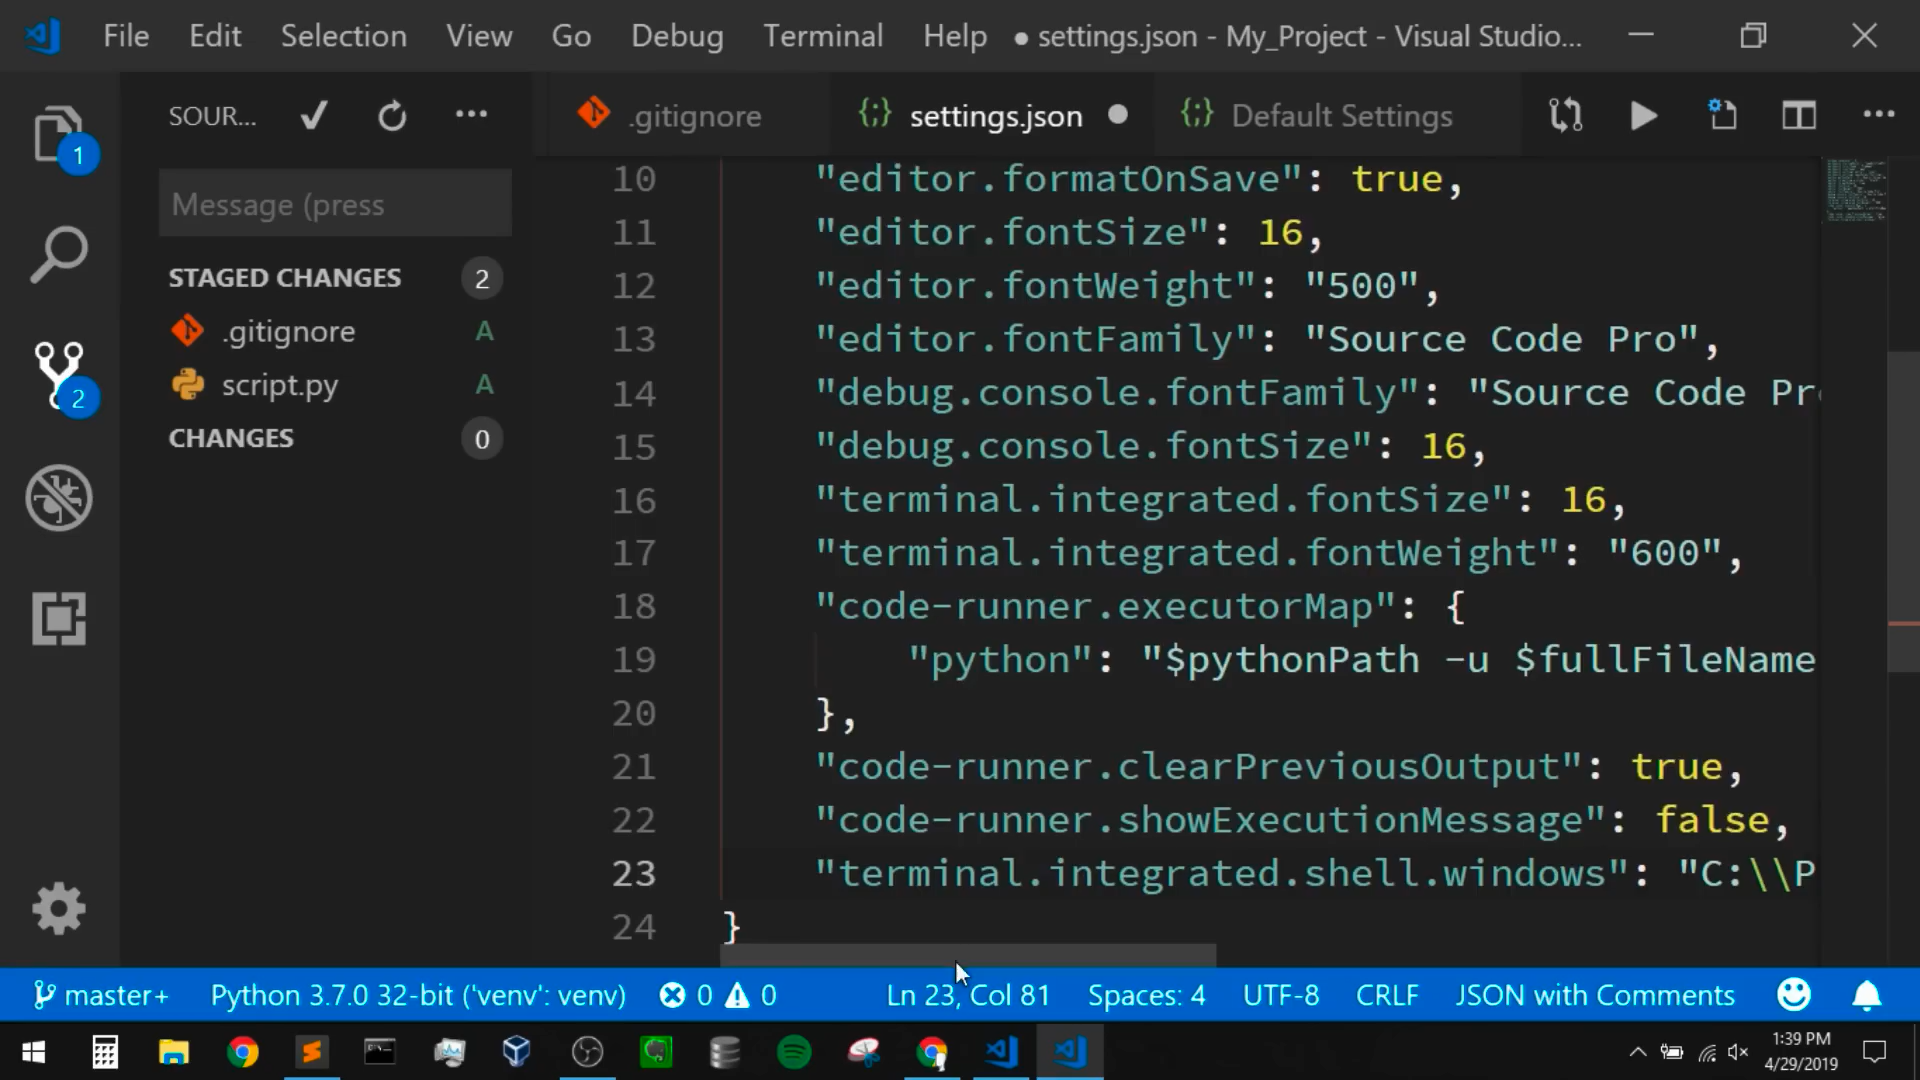 File Edit Selection View Go Debug Terminal Help ● settings.json - My_Project - Visual Studio...
SOUR...
.gitignore
settings.json
Default Settings
1
Message (press
STAGED CHANGES 2
.gitignore A
script.py A
CHANGES 0
2
10 "editor.formatOnSave": true,
11 "editor.fontSize": 16,
12 "editor.fontWeight": "500",
13 "editor.fontFamily": "Source Code Pro",
14 "debug.console.fontFamily": "Source Code Pr
15 "debug.console.fontSize": 16,
16 "terminal.integrated.fontSize": 16,
17 "terminal.integrated.fontWeight": "600",
18 "code-runner.executorMap": {
19 "python": "$pythonPath -u $fullFileName
20 },
21 "code-runner.clearPreviousOutput": true,
22 "code-runner.showExecutionMessage": false,
23 "terminal.integrated.shell.windows": "C:\\P
24 }
master+ Python 3.7.0 32-bit ('venv': venv) 0 0 Ln 23, Col 81 Spaces: 4 UTF-8 CRLF JSON with Comments
1:39 PM
4/29/2019